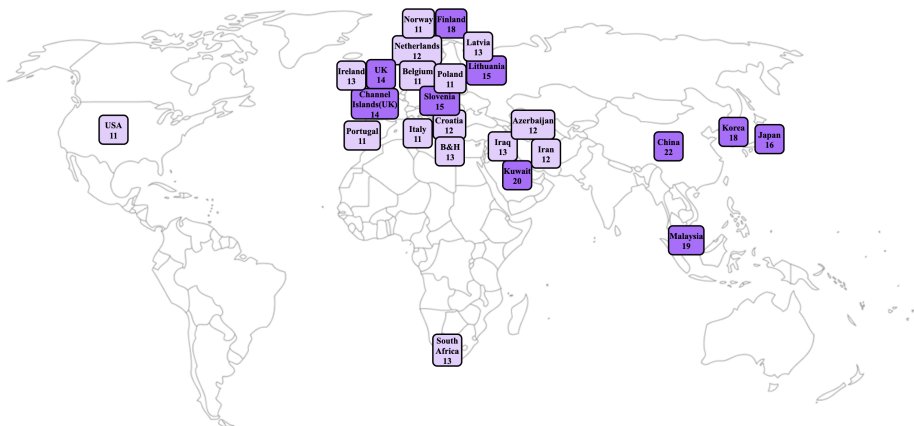 Norway
11
Finland
18
Netherlands
12
Latvia
13
Ireland
13
UK
14
Belgium
11
Poland
11
Lithuania
15
Channel
Islands(UK)
14
Slovenia
15
USA
11
Portugal
11
Italy
11
Croatia
12
Azerbaijan
12
B&H
13
Iraq
13
Iran
12
Kuwait
20
China
22
Korea
18
Japan
16
Malaysia
19
South
Africa
13